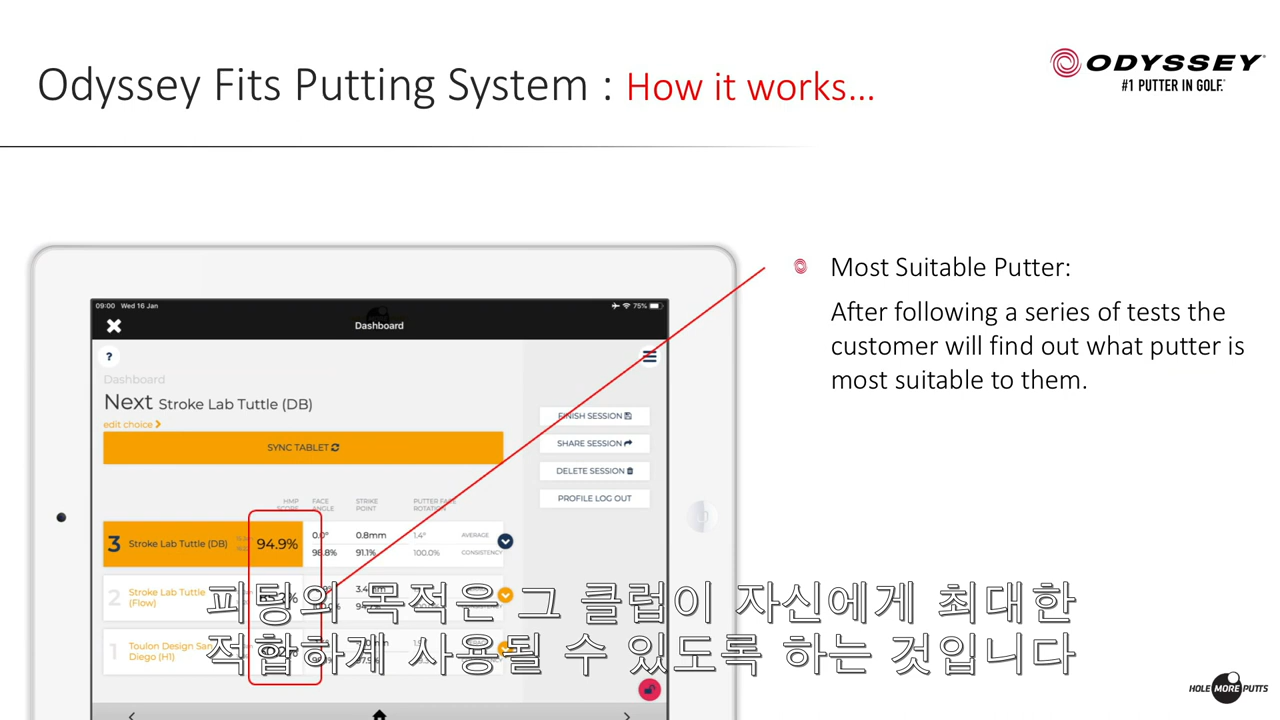 Odyssey Fits Putting System : How it works...
ODYSSEY
#1 PUTTER IN GOLF.
Most Suitable Putter:
After following a series of tests the
customer will find out what putter is
most suitable to them.
09:00 Wed 16 Jan
75%
Dashboard
?
Dashboard
Next Stroke Lab Tuttle (DB)
edit choice
SYNC TABLET
FINISH SESSION
SHARE SESSION
DELETE SESSION
PROFILE LOG OUT
HMP SCORE
FACE ANGLE
STRIKE POINT
PUTTER FACE ROTATION
3 Stroke Lab Tuttle (DB) 94.9%
0.0° 0.8mm 1.4° AVERAGE
98.8% 91.1% 100.0% CONSISTENCY
2 Stroke Lab Tuttle
(Flow)
1 Toulon Design San
Diego (H1)
피팅의 목적은 그 클럽이 자신에게 최대한
적합하게 사용될 수 있도록 하는 것입니다
HOLE MORE PUTTS